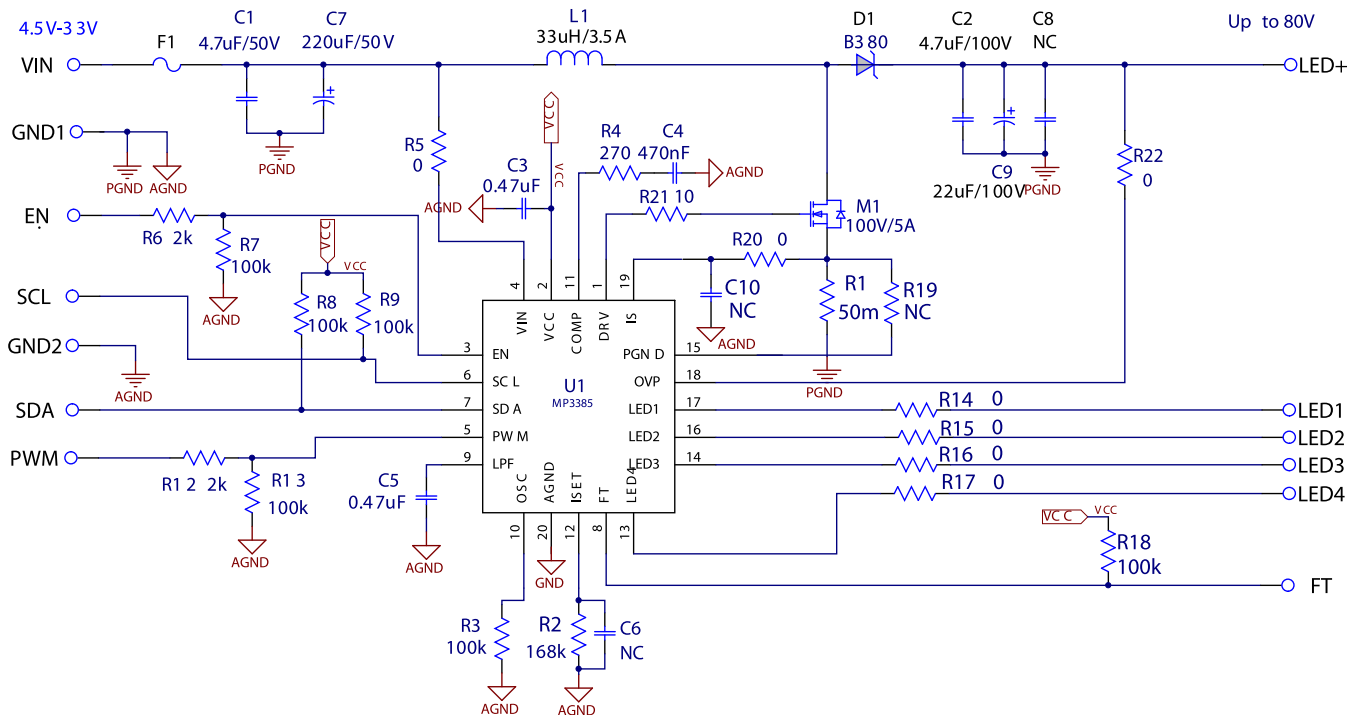 4.5V-33V
C1
4.7uF/50V
C7
220uF/50V
L1
33uH/3.5A
D1
B380
C2
4.7uF/100V
C8
NC
Up to 80V
F1
VIN
LED+
GND1
PGND
AGND
PGND
R5
0
VCC
VCC
C3
0.47uF
AGND
R4
270
C4
470nF
AGND
R21 10
M1
100V/5A
C9
22uF/100V
PGND
R22
0
EN
R6 2k
R7
100k
AGND
VCC
VCC
R8
100k
R9
100k
R20 0
C10
NC
AGND
R1
50m
R19
NC
PGND
SCL
GND2
AGND
SDA
PWM
R12 2k
R13
100k
AGND
C5
0.47uF
AGND
4
2
11
1
19
VIN
VCC
COMP
DRV
IS
3
EN
6
SCL
7
SDA
5
PWM
9
LPF
U1
MP3385
PGND
15
OVP
18
LED1
17
LED2
16
LED3
14
OSC
AGND
ISET
FT
LED4
10
20
12
8
13
GND
R14 0
LED1
R15 0
LED2
R16 0
LED3
R17 0
LED4
VCC
VCC
R18
100k
FT
R3
100k
AGND
R2
168k
C6
NC
AGND